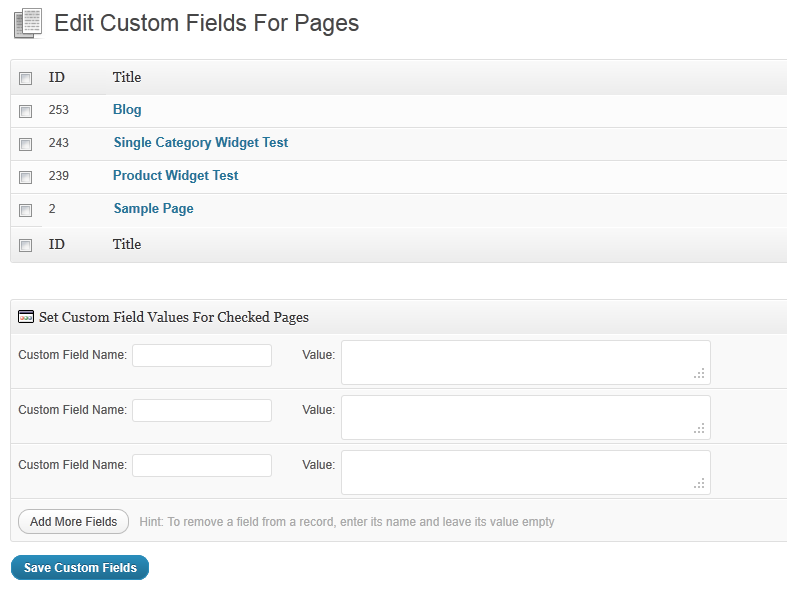 Edit Custom Fields For Pages
ID Title
253 Blog
243 Single Category Widget Test
239 Product Widget Test
2 Sample Page
ID Title
Set Custom Field Values For Checked Pages
Custom Field Name: Value:
Custom Field Name: Value:
Custom Field Name: Value:
Add More Fields Hint: To remove a field from a record, enter its name and leave its value empty
Save Custom Fields